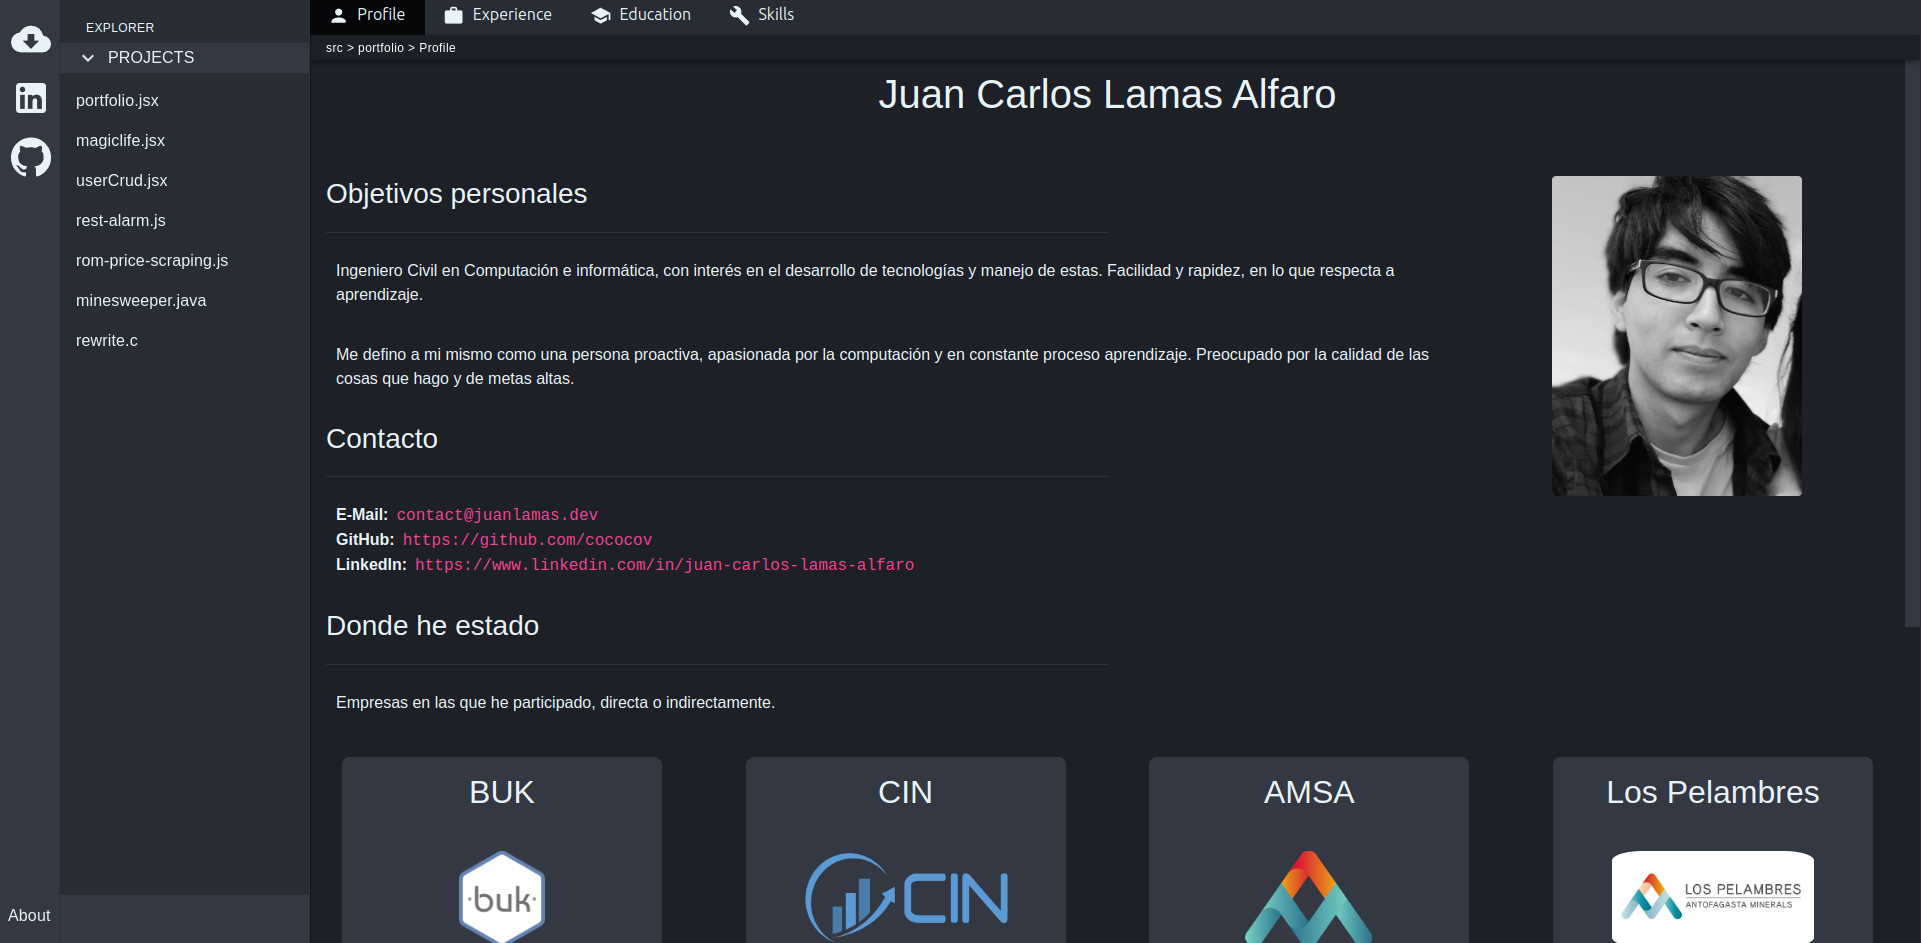 EXPLORER
PROJECTS
portfolio.jsx
magiclife.jsx
userCrud.jsx
rest-alarm.js
rom-price-scraping.js
minesweeper.java
rewrite.c
About
Profile
Experience
Education
Skills
src > portfolio > Profile
Juan Carlos Lamas Alfaro
Objetivos personales
Ingeniero Civil en Computación e informática, con interés en el desarrollo de tecnologías y manejo de estas. Facilidad y rapidez, en lo que respecta a
aprendizaje.
Me defino a mi mismo como una persona proactiva, apasionada por la computación y en constante proceso aprendizaje. Preocupado por la calidad de las
cosas que hago y de metas altas.
Contacto
E-Mail: contact@juanlamas.dev
GitHub: https://github.com/cococov
LinkedIn: https://www.linkedin.com/in/juan-carlos-lamas-alfaro
Donde he estado
Empresas en las que he participado, directa o indirectamente.
BUK
buk
CIN
CIN
AMSA
Los Pelambres
LOS PELAMBRES
ANTOFAGASTA MINERALS